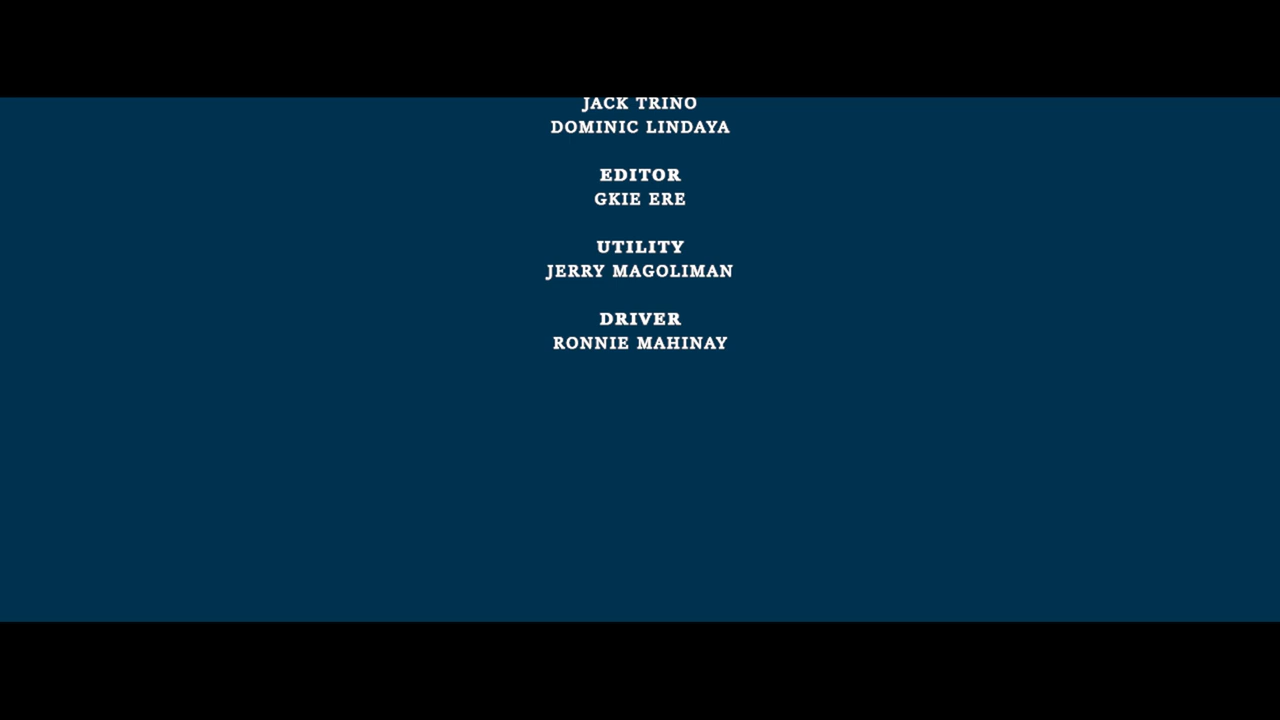 JACK TRINO
DOMINIC LINDAYA
EDITOR
GKIE ERE
UTILITY
JERRY MAGOLIMAN
DRIVER
RONNIE MAHINAY